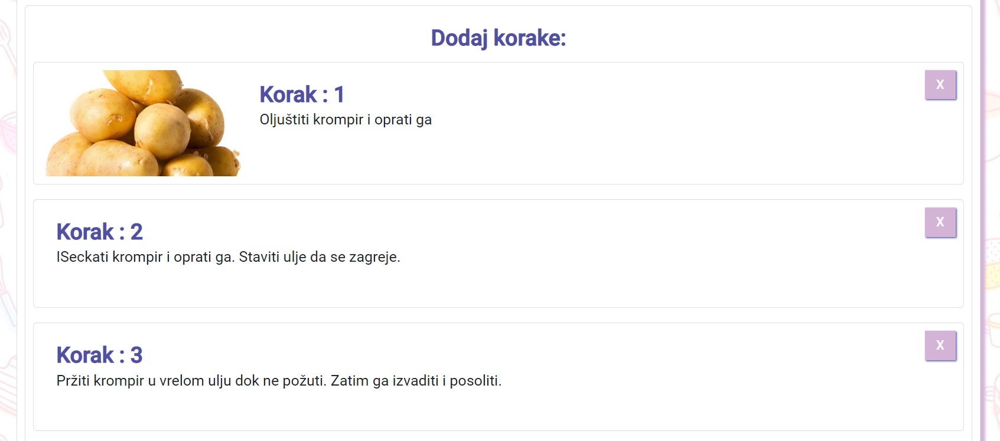 Dodaj korake:
Korak : 1
X
Oljuštiti krompir i oprati ga
Korak : 2
X
ISeckati krompir i oprati ga. Staviti ulje da se zagreje.
Korak : 3
X
Pržiti krompir u vrelom ulju dok ne požuti. Zatim ga izvaditi i posoliti.